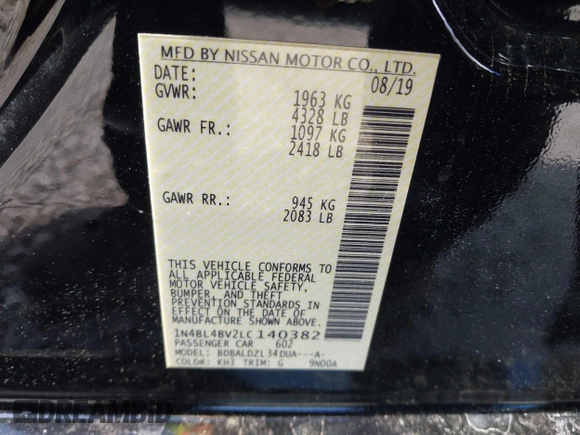 MFD BY NISSAN MOTOR CO., LTD.
DATE: 08/19
GVWR: 1963 KG
4328 LB
GAWR FR.: 1097 KG
2418 LB
GAWR RR.: 945 KG
2083 LB
THIS VEHICLE CONFORMS TO
ALL APPLICABLE FEDERAL
MOTOR VEHICLE SAFETY,
BUMPER, AND THEFT
PREVENTION STANDARDS IN
EFFECT ON THE DATE OF
MANUFACTURE SHOWN ABOVE.
1N4BL4BV2LC140382
PASSENGER CAR 602
MODEL: BDBALDZL34DUA---A-
COLOR: KH3 TRIM: G 9N00A
DREAMBID